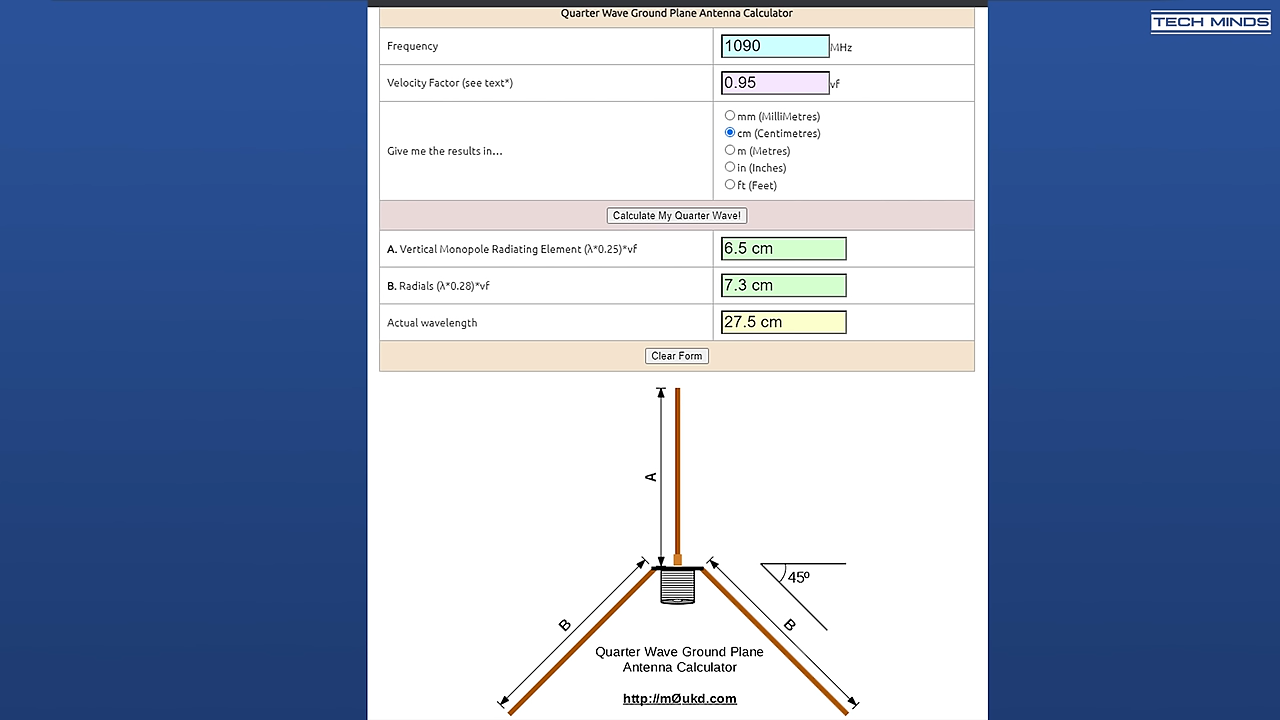 Quarter Wave Ground Plane Antenna Calculator
TECH MINDS
Frequency
1090
MHz
Velocity Factor (see text*)
0.95
vf
Give me the results in...
mm (MilliMetres)
cm (Centimetres)
m (Metres)
in (Inches)
ft (Feet)
Calculate My Quarter Wave!
A. Vertical Monopole Radiating Element (λ*0.25)*vf
6.5 cm
B. Radials (λ*0.28)*vf
7.3 cm
Actual wavelength
27.5 cm
Clear Form
A
45º
B
B
Quarter Wave Ground Plane
Antenna Calculator
http://mØukd.com